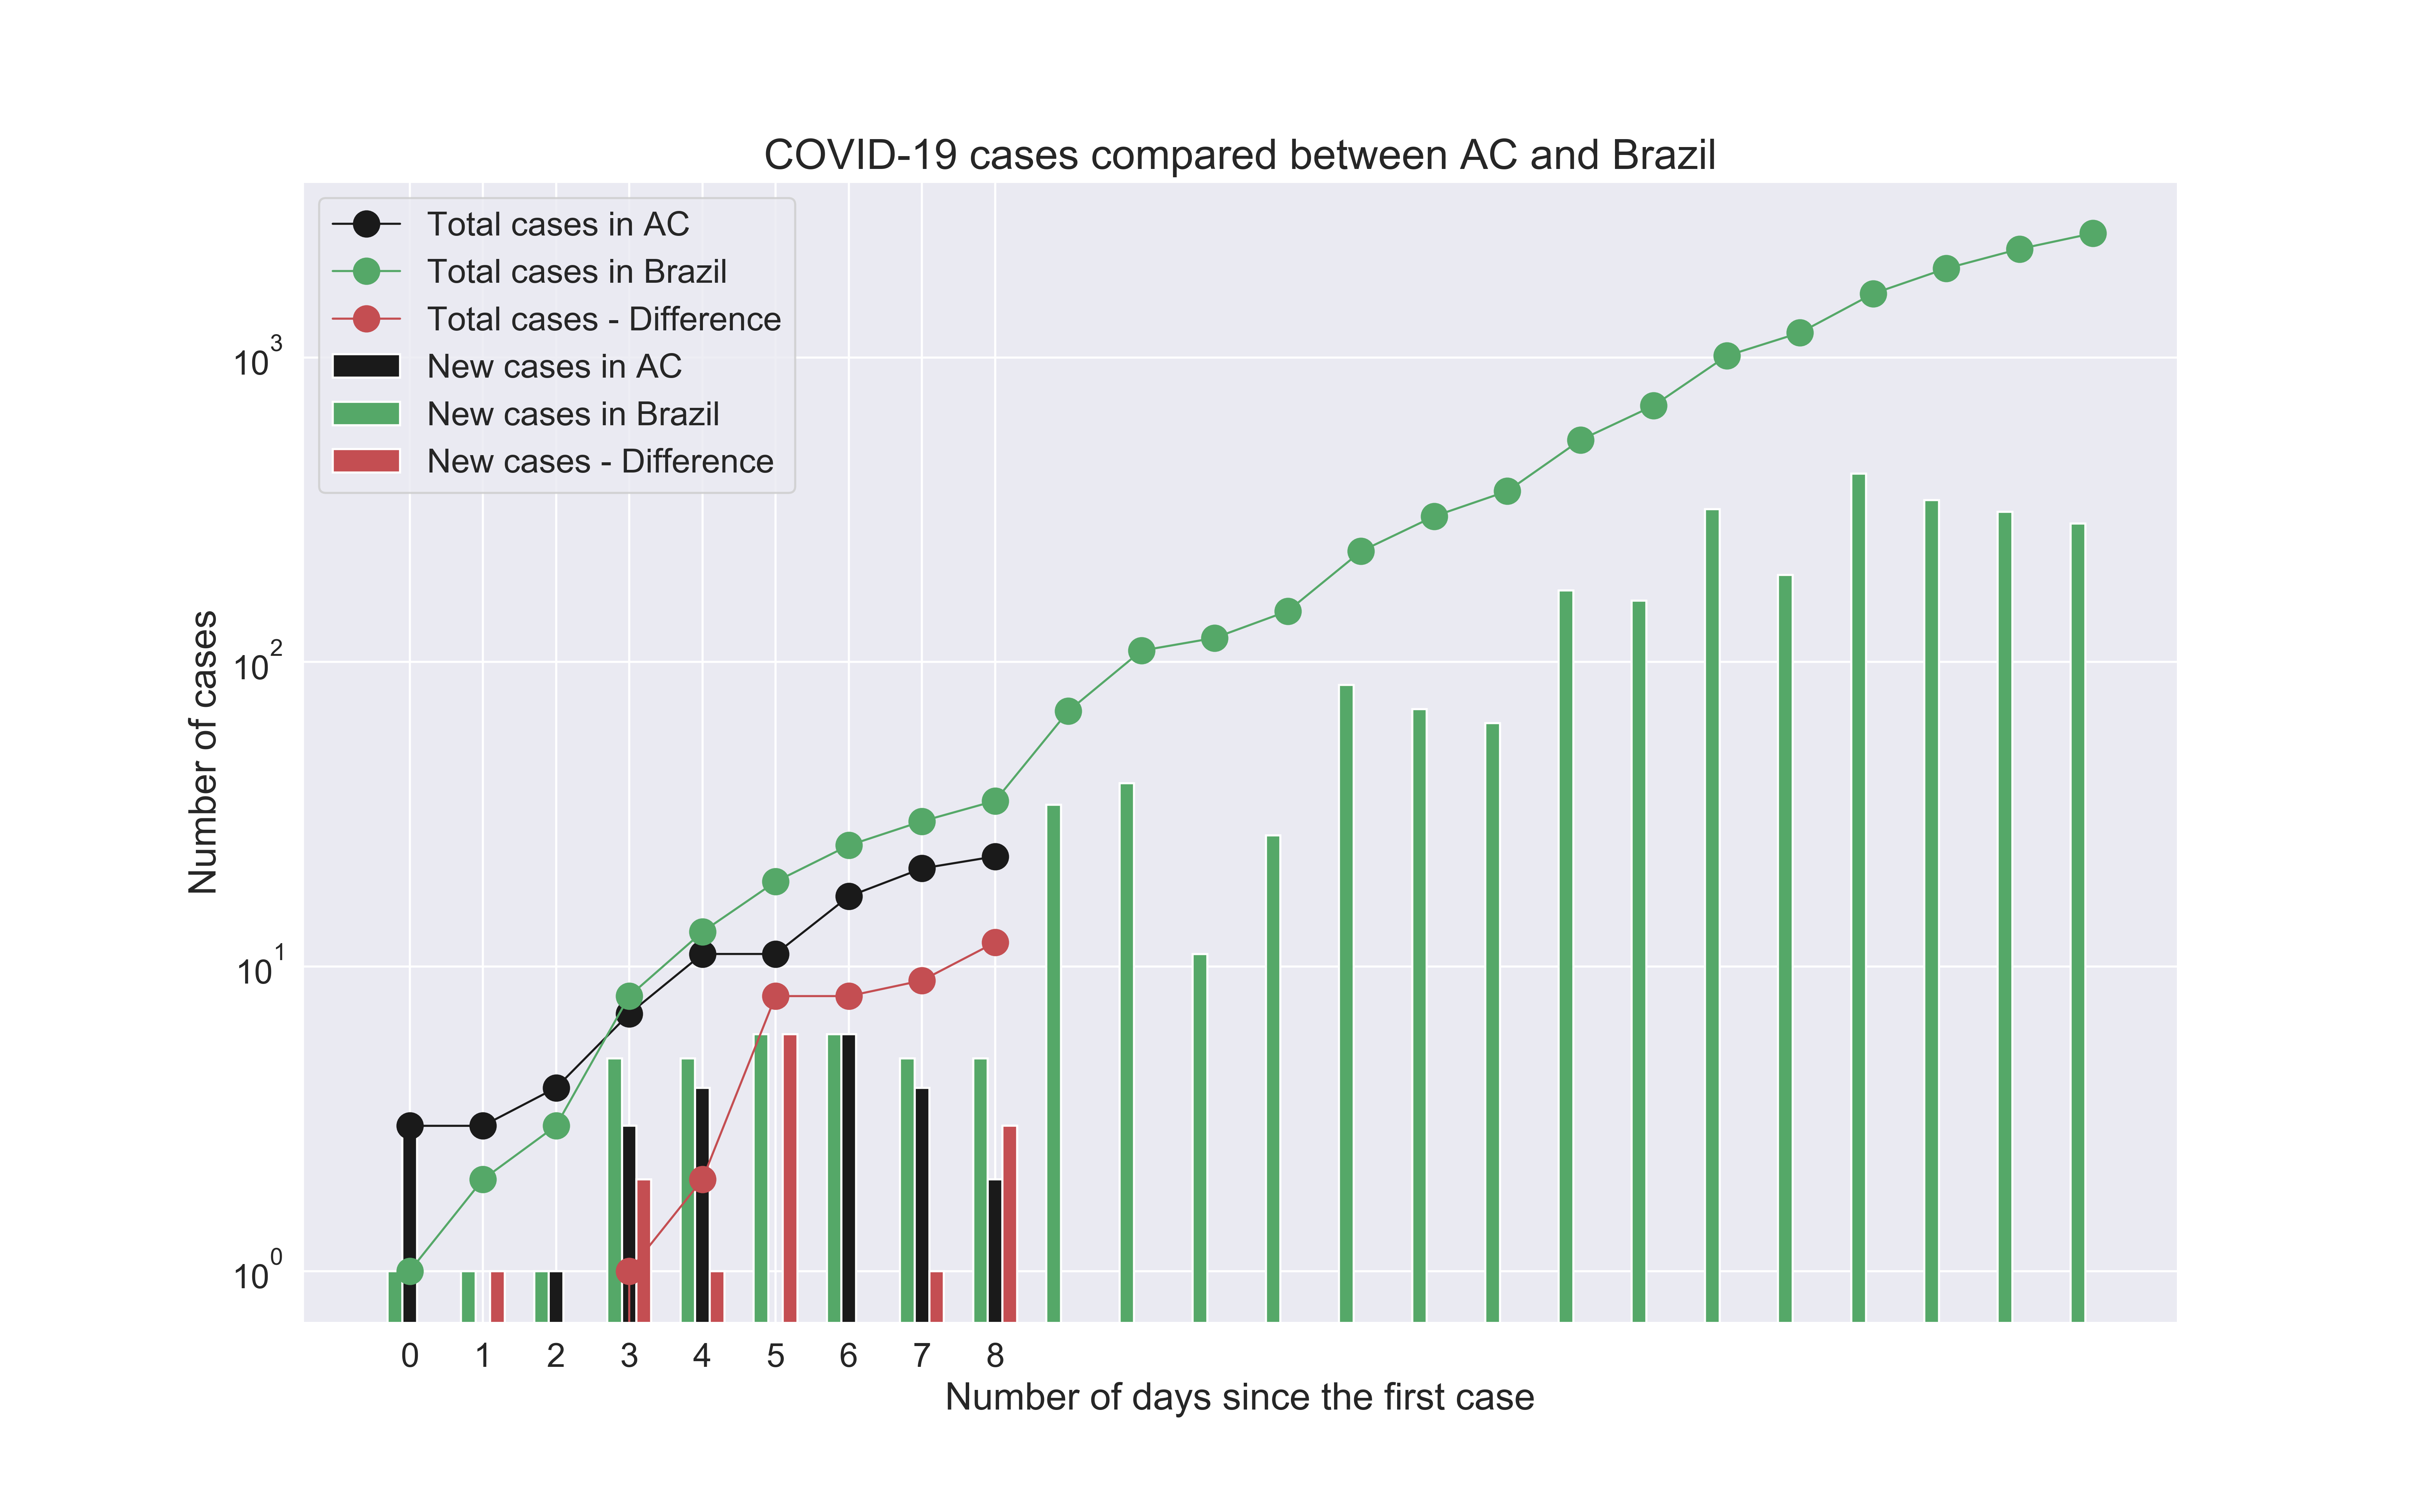 COVID-19 cases compared between AC and Brazil
Total cases in AC
Total cases in Brazil
Total cases - Difference
New cases in AC
New cases in Brazil
New cases - Difference
Number of cases
10^3
10^2
10^1
10^0
0 1 2 3 4 5 6 7 8
Number of days since the first case